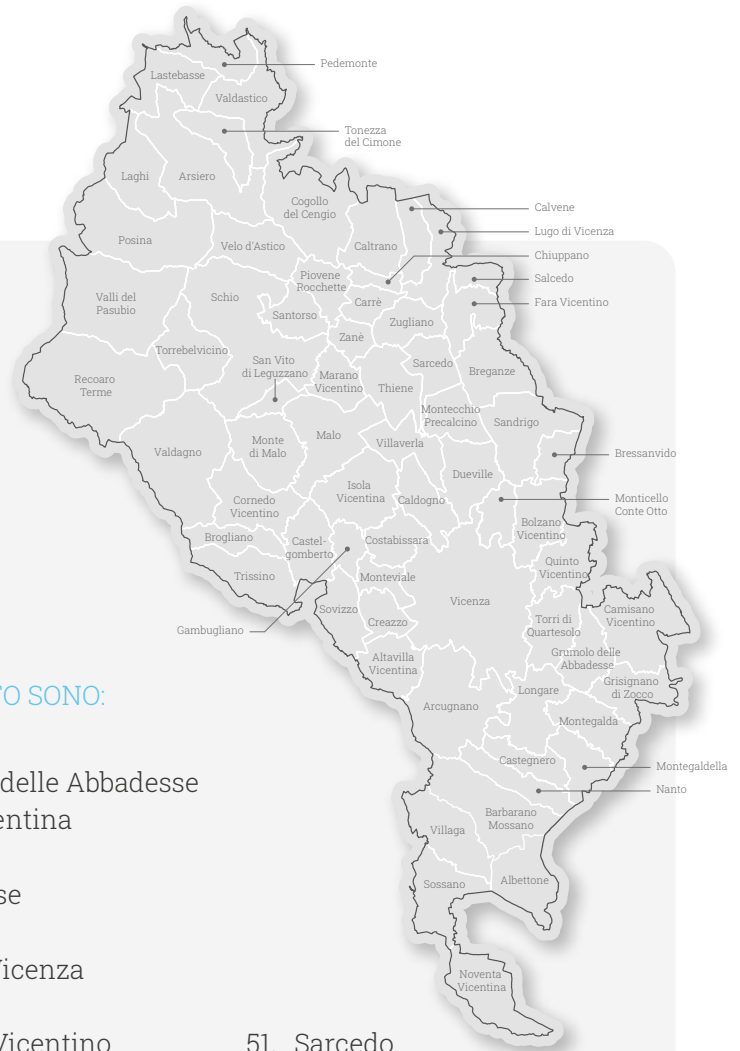 Pedemonte
Lastebasse
Valdastico
Tonezza
del Cimone
Laghi
Arsiero
Cogollo
del Cengio
Calvene
Lugo di Vicenza
Posina
Velo d'Astico
Caltrano
Chiuppano
Piovene
Rocchette
Salcedo
Valli del
Pasubio
Schio
Carrè
Fara Vicentino
Santorso
Zugliano
Zanè
Torrebelvicino
San Vito
di Leguzzano
Sarcedo
Breganze
Recoaro
Terme
Marano
Vicentino
Thiene
Montecchio
Precalcino
Sandrigo
Malo
Villaverla
Valdagno
Monte
di Malo
Bressanvido
Dueville
Isola
Vicentina
Caldogno
Monticello
Conte Otto
Cornedo
Vicentino
Bolzano
Vicentino
Brogliano
Castel-
gomberto
Costabissara
Quinto
Vicentino
Trissino
Monteviale
Vicenza
Sovizzo
Camisano
Vicentino
Creazzo
Torri di
Quartesolo
Gambugliano
Grumolo delle
Abbadesse
Altavilla
Vicentina
Grisignano
di Zocco
Longare
TO SONO:
Arcugnano
Montegalda
Castegnero
Montegaldella
delle Abbadesse
Nanto
Barbarano
Mossano
entina
Villaga
Albettone
Sossano
se
Vicenza
Noventa
Vicentina
Vicentino
51. Sarcedo